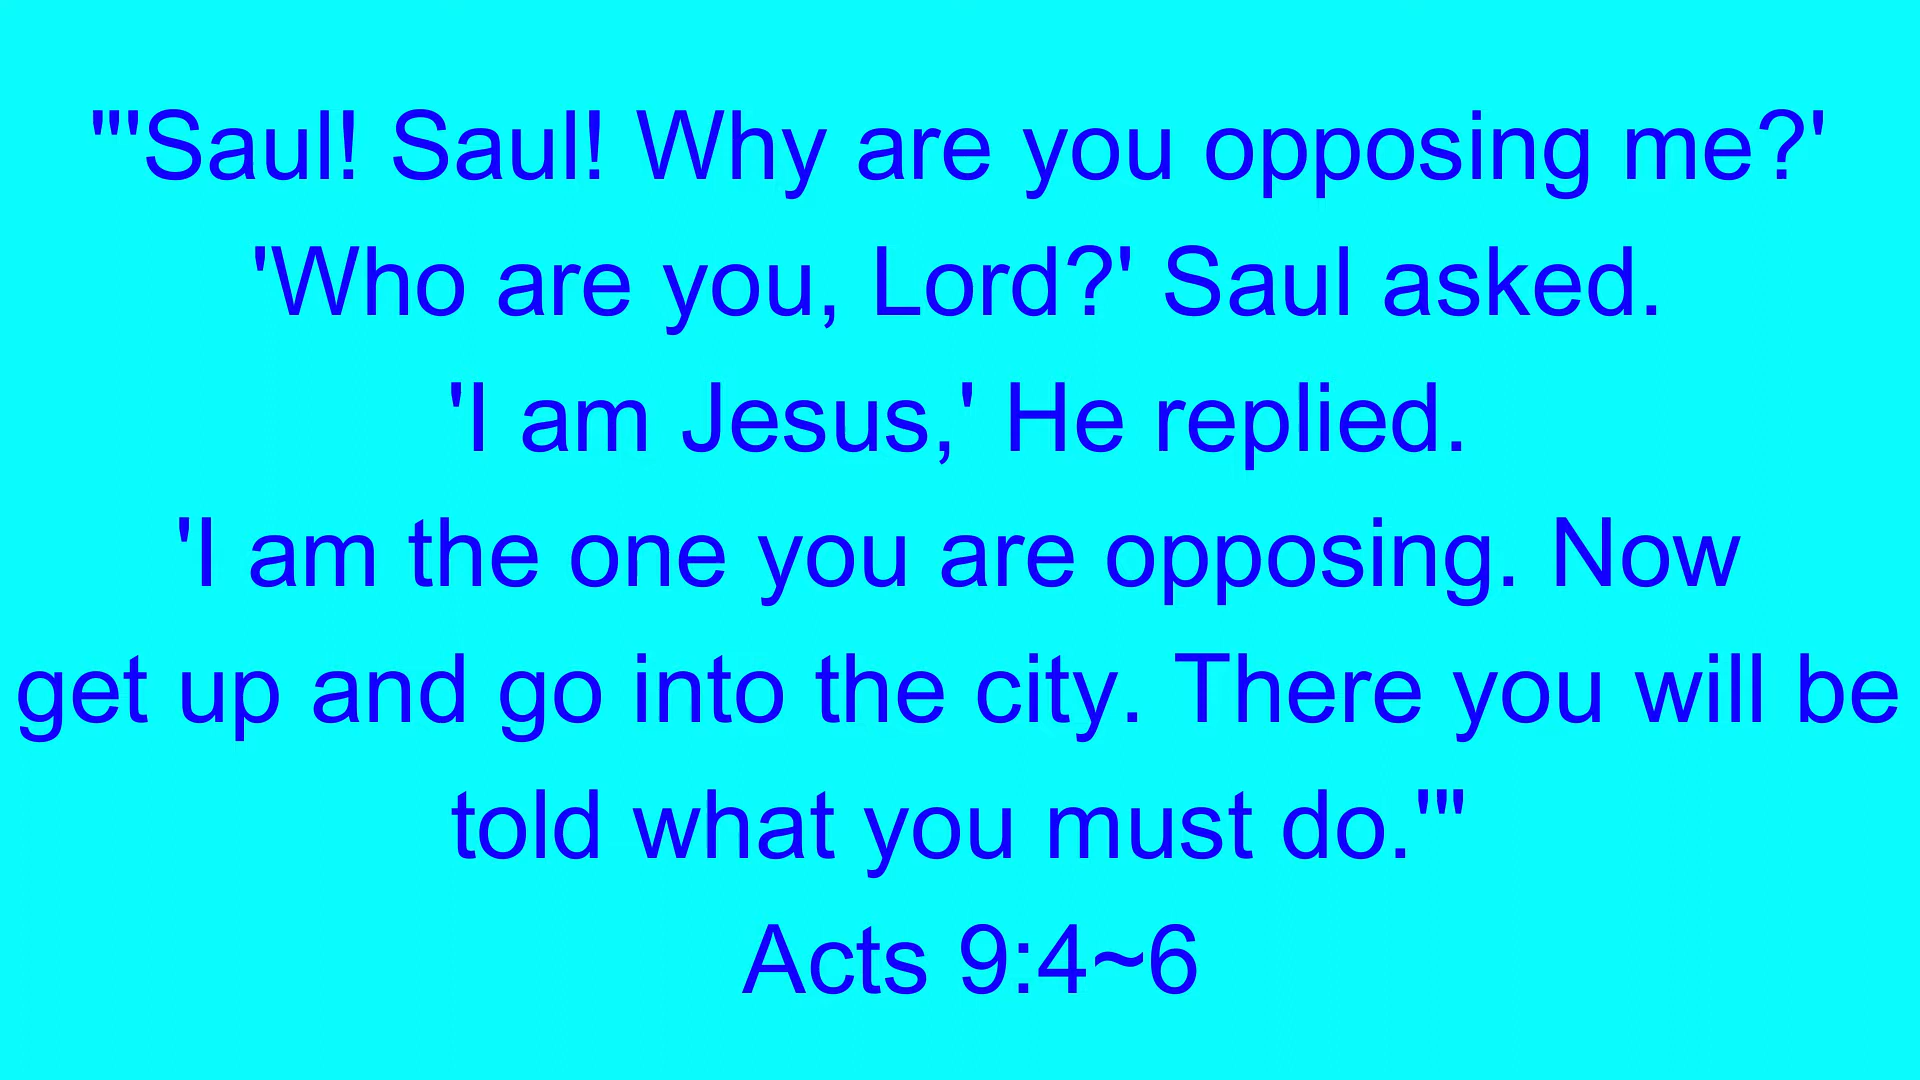 "'Saul! Saul! Why are you opposing me?'
'Who are you, Lord?' Saul asked.
'I am Jesus,' He replied.
'I am the one you are opposing. Now
get up and go into the city. There you will be
told what you must do.'"
Acts 9:4~6